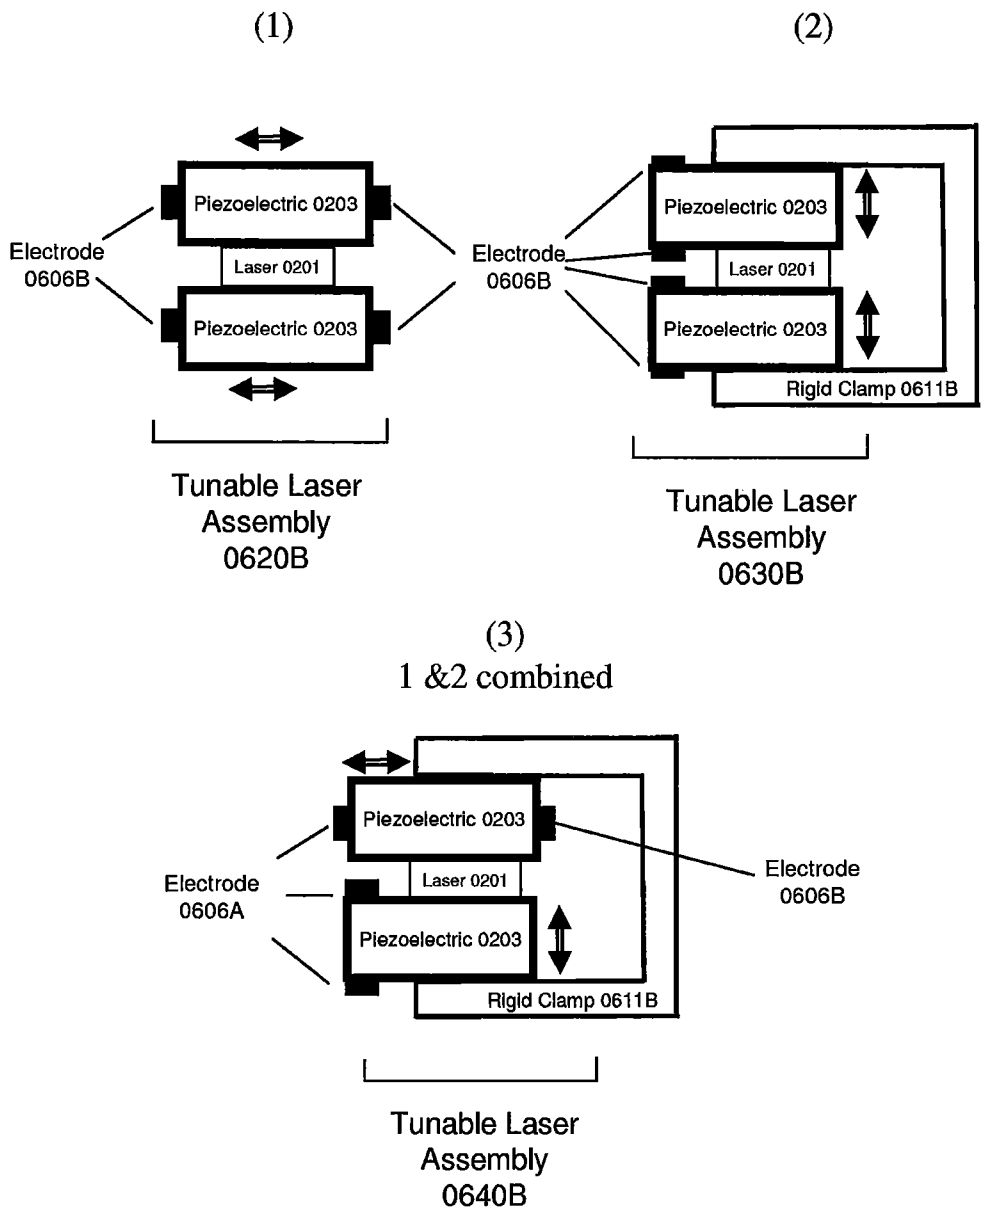 (1)
Piezoelectric 0203
Electrode
0606B
Laser 0201
Piezoelectric 0203
Tunable Laser
Assembly
0620B
(2)
Piezoelectric 0203
Electrode
0606B
Laser 0201
Piezoelectric 0203
Rigid Clamp 0611B
Tunable Laser
Assembly
0630B
(3)
1 &2 combined
Piezoelectric 0203
Electrode
0606A
Laser 0201
Electrode
0606B
Piezoelectric 0203
Rigid Clamp 0611B
Tunable Laser
Assembly
0640B